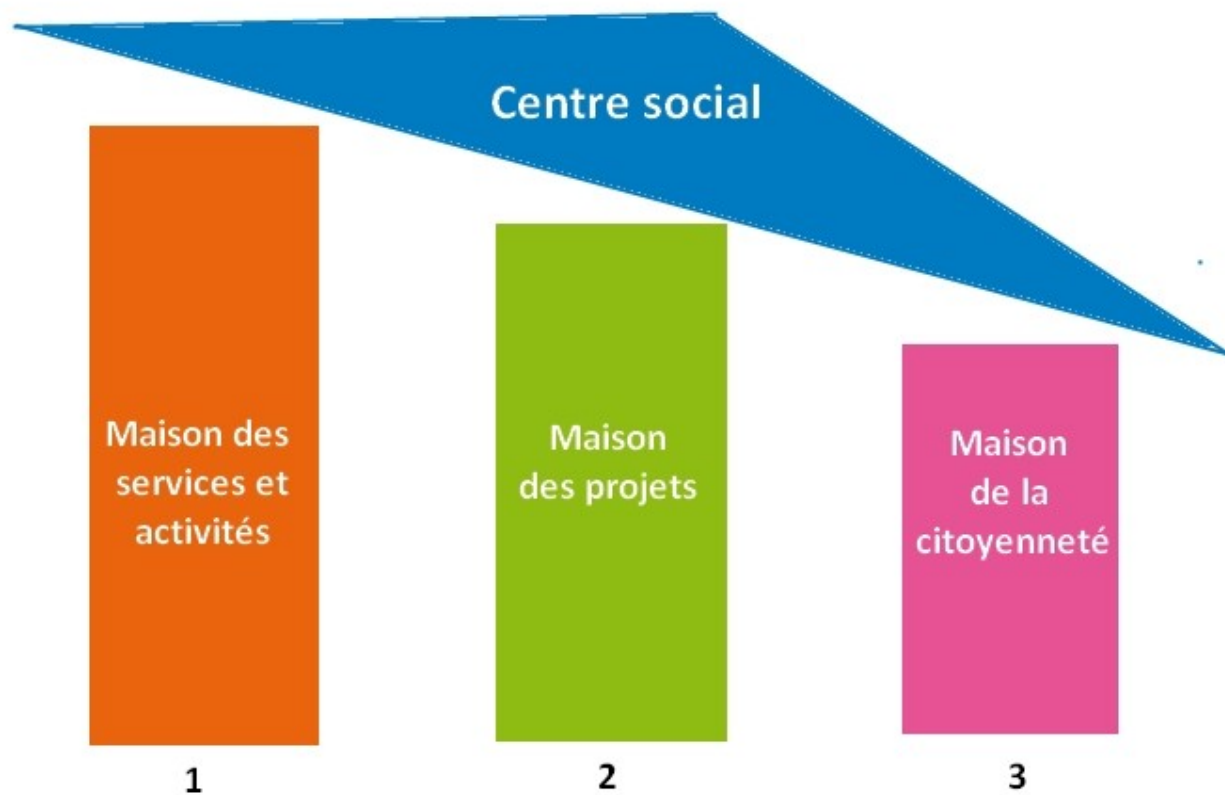 Centre social
Maison des
services et
activités
Maison
des projets
Maison
de la
citoyenneté
1
2
3